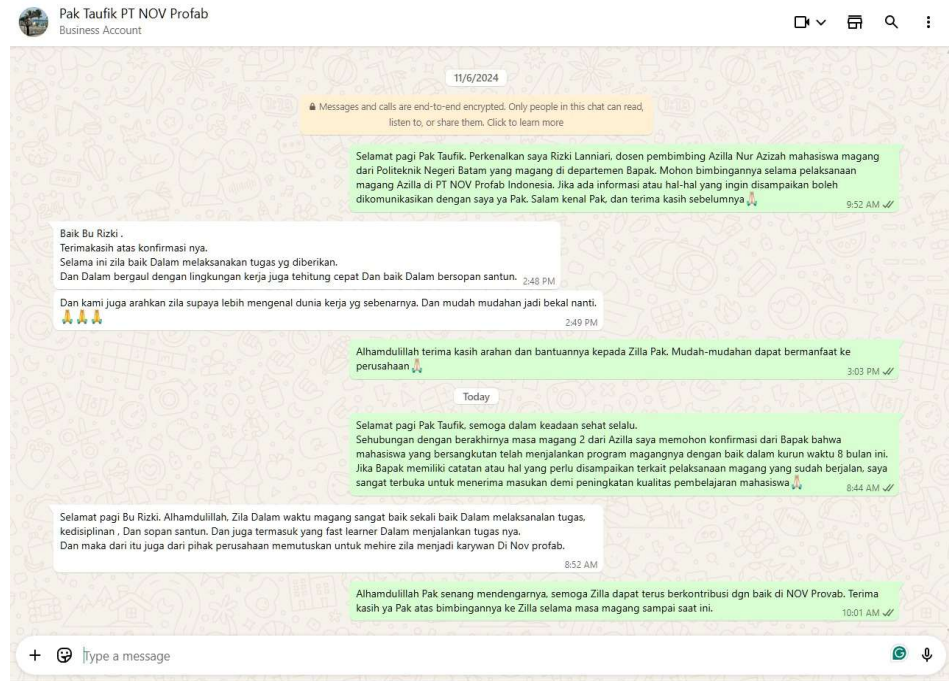 Pak Taufik PT NOV Profab
Business Account
11/6/2024
Messages and calls are end-to-end encrypted. Only people in this chat can read,
listen to, or share them. Click to learn more
Selamat pagi Pak Taufik. Perkenalkan saya Rizki Lanniari, dosen pembimbing Azilla Nur Azizah mahasiswa magang
dari Politeknik Negeri Batam yang magang di departemen Bapak. Mohon bimbingannya selama pelaksanaan
magang Azilla di PT NOV Profab Indonesia. Jika ada informasi atau hal-hal yang ingin disampaikan boleh
dikomunikasikan dengan saya ya Pak. Salam kenal Pak, dan terima kasih sebelumnya🙏🏻
9:52 AM
Baik Bu Rizki .
Terimakasih atas konfirmasi nya.
Selama ini zila baik Dalam melaksanakan tugas yg diberikan.
Dan Dalam bergaul dengan lingkungan kerja juga tehitung cepat Dan baik Dalam bersopan santun.
2:48 PM
Dan kami juga arahkan zila supaya lebih mengenal dunia kerja yg sebenarnya. Dan mudah mudahan jadi bekal nanti.
🙏🙏🙏
2:49 PM
Alhamdulillah terima kasih arahan dan bantuannya kepada Zilla Pak. Mudah-mudahan dapat bermanfaat ke
perusahaan🙏🏻
3:03 PM
Today
Selamat pagi Pak Taufik, semoga dalam keadaan sehat selalu.
Sehubungan dengan berakhirnya masa magang 2 dari Azilla saya memohon konfirmasi dari Bapak bahwa
mahasiswa yang bersangkutan telah menjalankan program magangnya dengan baik dalam kurun waktu 8 bulan ini.
Jika Bapak memiliki catatan atau hal yang perlu disampaikan terkait pelaksanaan magang yang sudah berjalan, saya
sangat terbuka untuk menerima masukan demi peningkatan kualitas pembelajaran mahasiswa🙏🏻
8:44 AM
Selamat pagi Bu Rizki. Alhamdulillah, Zila Dalam waktu magang sangat baik sekali baik Dalam melaksanalan tugas,
kedisiplinan , Dan sopan santun. Dan juga termasuk yang fast learner Dalam menjalankan tugas nya.
Dan maka dari itu juga dari pihak perusahaan memutuskan untuk mehire zila menjadi karywan Di Nov profab.
8:52 AM
Alhamdulillah Pak senang mendengarnya, semoga Zilla dapat terus berkontribusi dgn baik di NOV Provab. Terima
kasih ya Pak atas bimbingannya ke Zilla selama masa magang sampai saat ini.
10:01 AM
Type a message